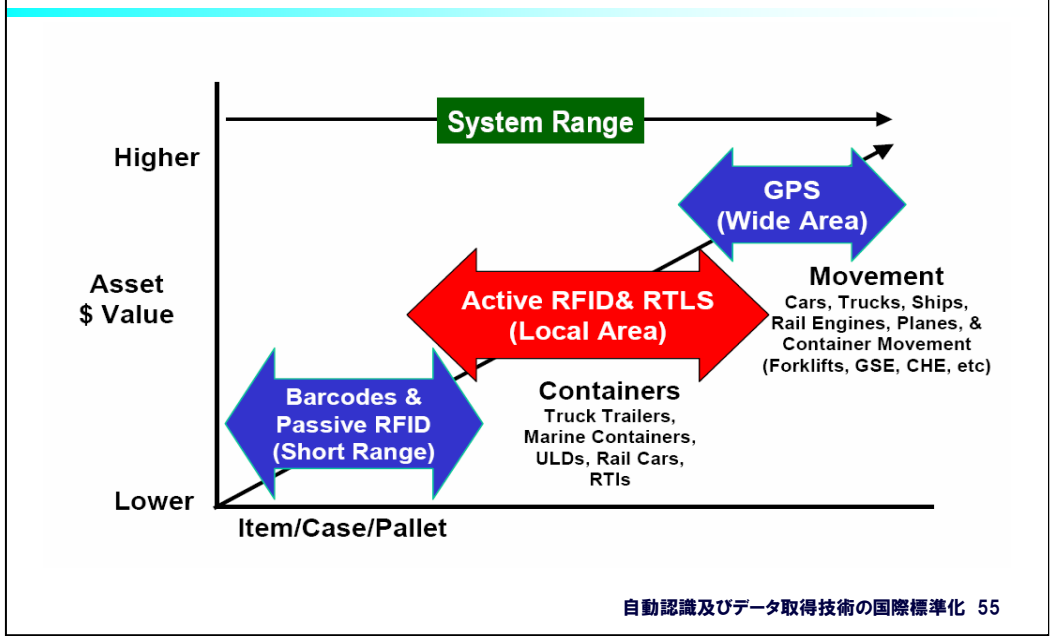 System Range
Higher
GPS
(Wide Area)
Asset
$ Value
Active RFID& RTLS
(Local Area)
Movement
Cars, Trucks, Ships,
Rail Engines, Planes, &
Container Movement
(Forklifts, GSE, CHE, etc)
Barcodes &
Passive RFID
(Short Range)
Containers
Truck Trailers,
Marine Containers,
ULDs, Rail Cars,
RTIs
Lower
Item/Case/Pallet
自動認識及びデータ取得技術の国際標準化 55